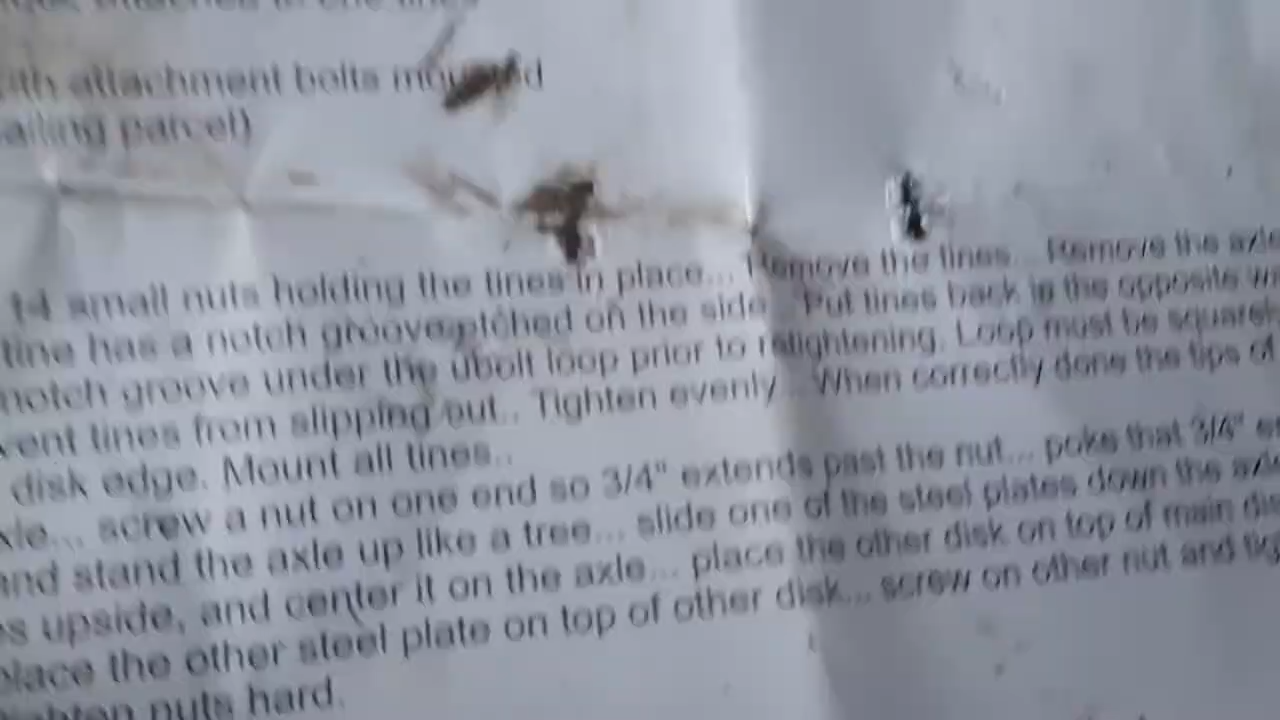 attachment bolts mounted
parcel)
14 small nuts holding the tines in place... Remove the tines... Remove the axle
tine has a notch groove etched on the side... Put tines back is the opposite
notch groove under the ubolt loop prior to retightening. Loop must be squarely
tines from slipping out.. Tighten evenly... When correctly done the tips of
disk edge. Mount all tines..
screw a nut on one end so 3/4" extends past the nut... poke that 3/4"
and stand the axle up like a tree... slide one of the steel plates down the axle
upside, and center it on the axle... place the other disk on top of main
place the other steel plate on top of other disk... screw on other nut and
nuts hard.